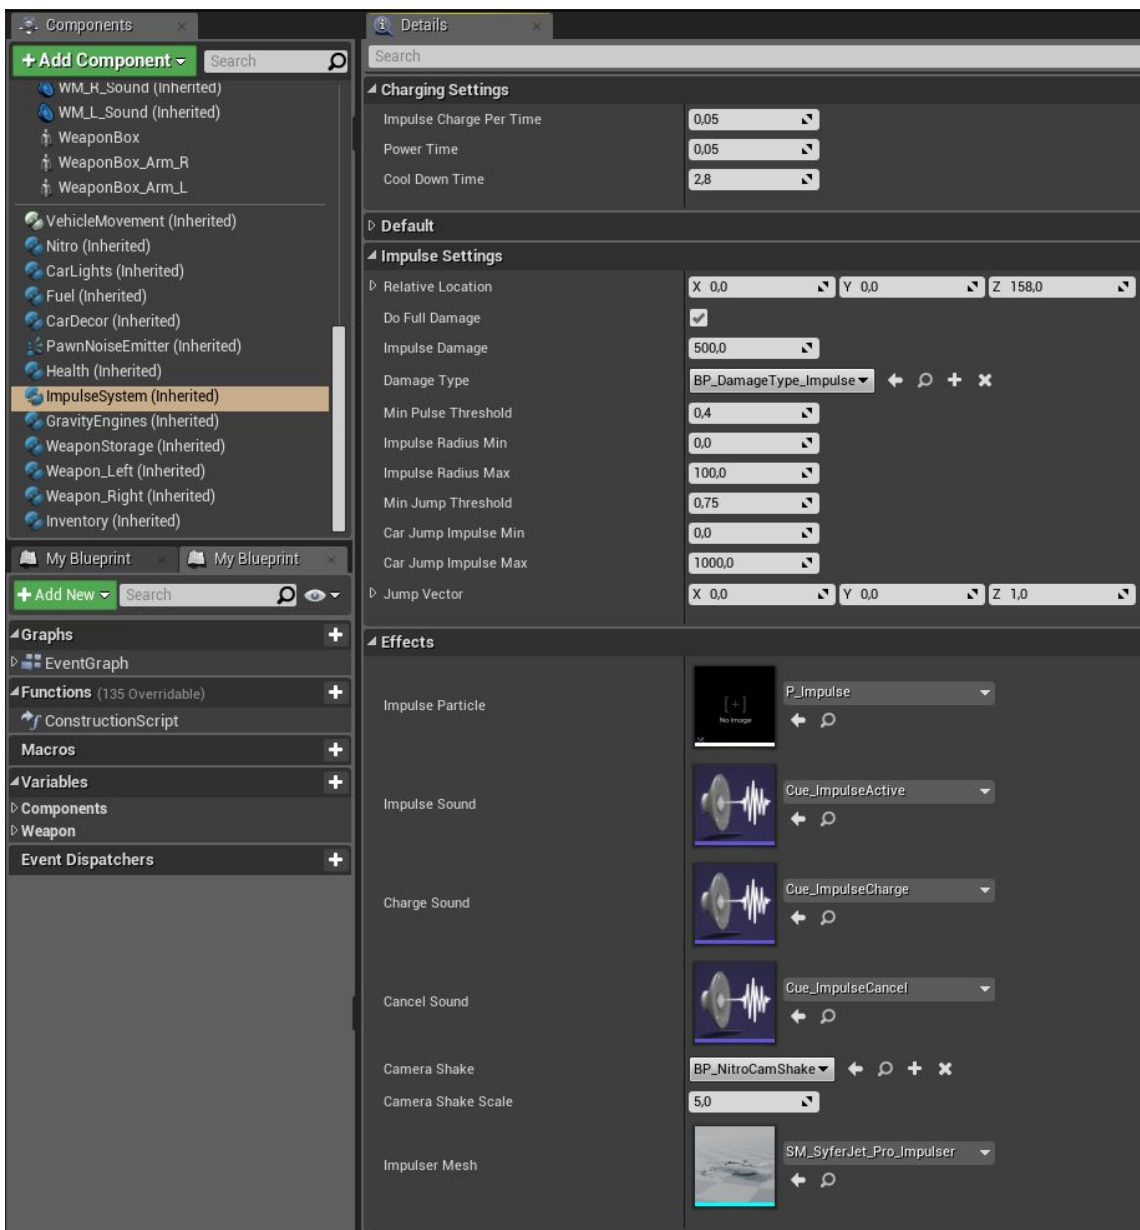 Components
+Add Component
Search
WM_R_Sound (Inherited)
WM_L_Sound (Inherited)
WeaponBox
WeaponBox_Arm_R
WeaponBox_Arm_L
VehicleMovement (Inherited)
Nitro (Inherited)
CarLights (Inherited)
Fuel (Inherited)
CarDecor (Inherited)
PawnNoiseEmitter (Inherited)
Health (Inherited)
ImpulseSystem (Inherited)
GravityEngines (Inherited)
WeaponStorage (Inherited)
Weapon_Left (Inherited)
Weapon_Right (Inherited)
Inventory (Inherited)
My Blueprint
My Blueprint
+Add New
Search
Graphs
EventGraph
Functions (135 Overridable)
ConstructionScript
Macros
Variables
Components
Weapon
Event Dispatchers
Details
Search
Charging Settings
Impulse Charge Per Time 0,05
Power Time 0,05
Cool Down Time 2,8
Default
Impulse Settings
Relative Location X 0,0 Y 0,0 Z 158,0
Do Full Damage
Impulse Damage 500,0
Damage Type BP_DamageType_Impulse
Min Pulse Threshold 0,4
Impulse Radius Min 0,0
Impulse Radius Max 100,0
Min Jump Threshold 0,75
Car Jump Impulse Min 0,0
Car Jump Impulse Max 1000,0
Jump Vector X 0,0 Y 0,0 Z 1,0
Effects
Impulse Particle [+] No Image P_Impulse
Impulse Sound Cue_ImpulseActive
Charge Sound Cue_ImpulseCharge
Cancel Sound Cue_ImpulseCancel
Camera Shake BP_NitroCamShake
Camera Shake Scale 5,0
Impulser Mesh SM_SyferJet_Pro_Impulser